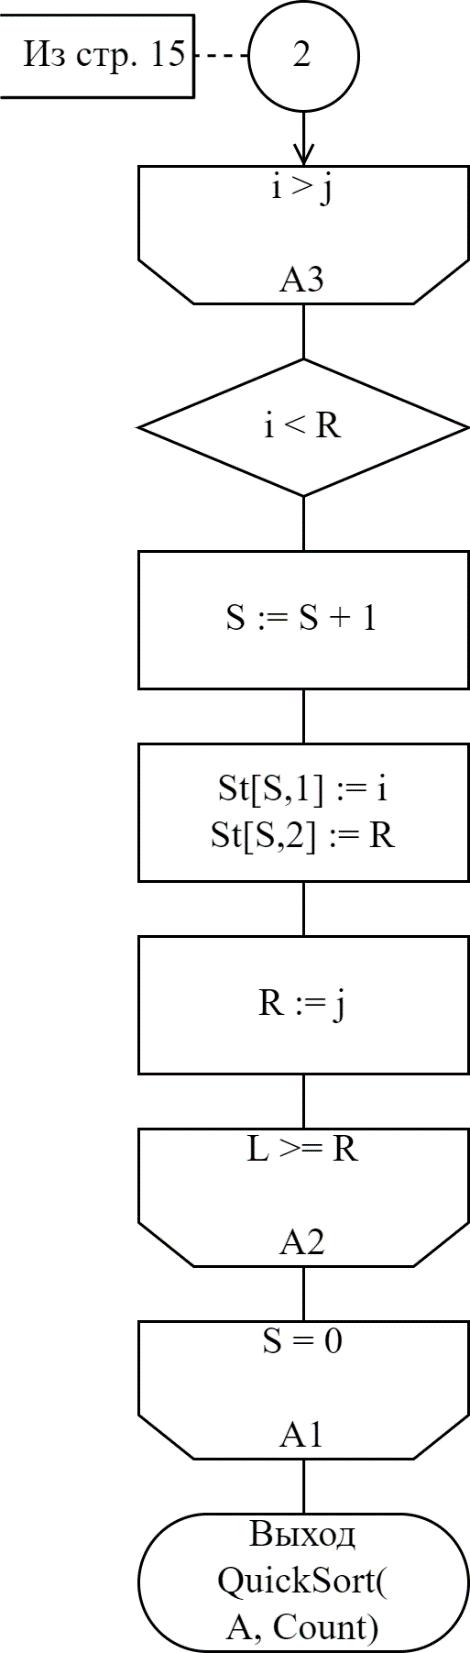 Из стр. 15
2
i > j
A3
i < R
S := S + 1
St[S,1] := i
St[S,2] := R
R := j
L >= R
A2
S = 0
A1
Выход
QuickSort(
A, Count)